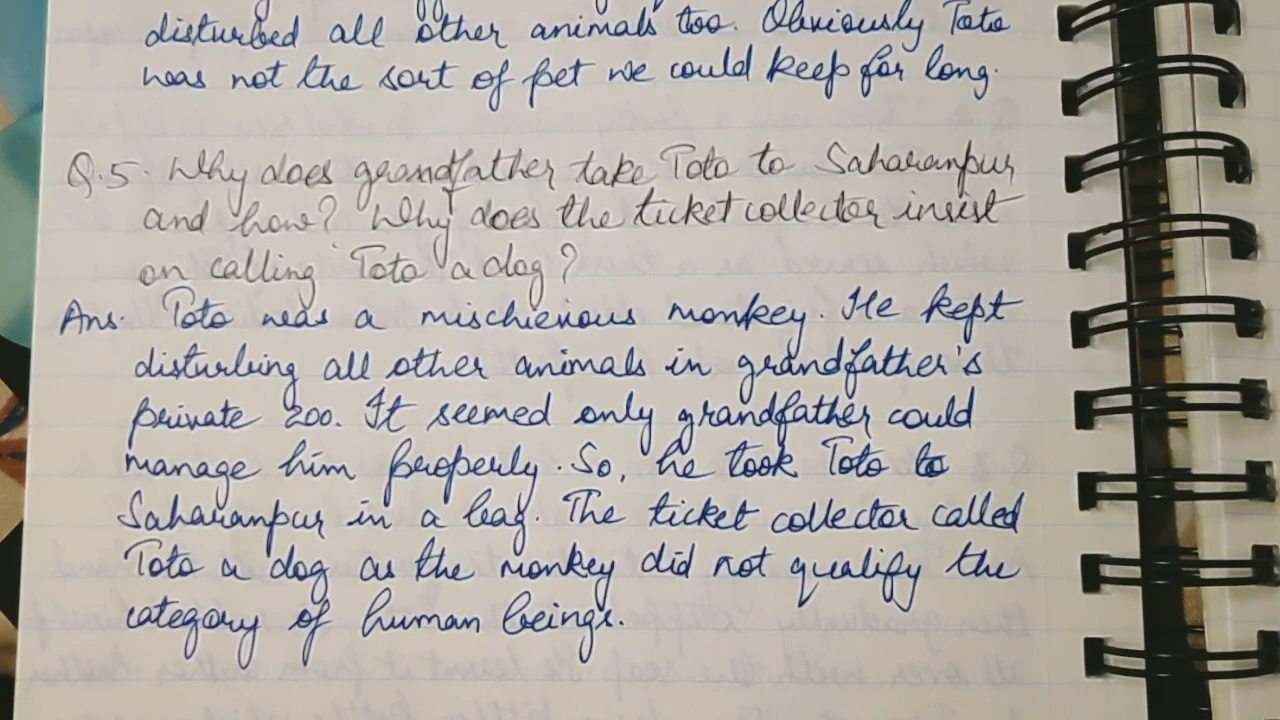 disturbed all other animals too. Obviously Toto
was not the sort of pet we could keep for long.
Q.5. Why does grandfather take Toto to Saharanpur
and how? Why does the ticket collector insist
on calling Toto a dog?
Ans. Toto was a mischievous monkey. He kept
disturbing all other animals in grandfather's
private zoo. It seemed only grandfather could
manage him properly. So, he took Toto to
Saharanpur in a bag. The ticket collector called
Toto a dog as the monkey did not qualify the
category of human beings.